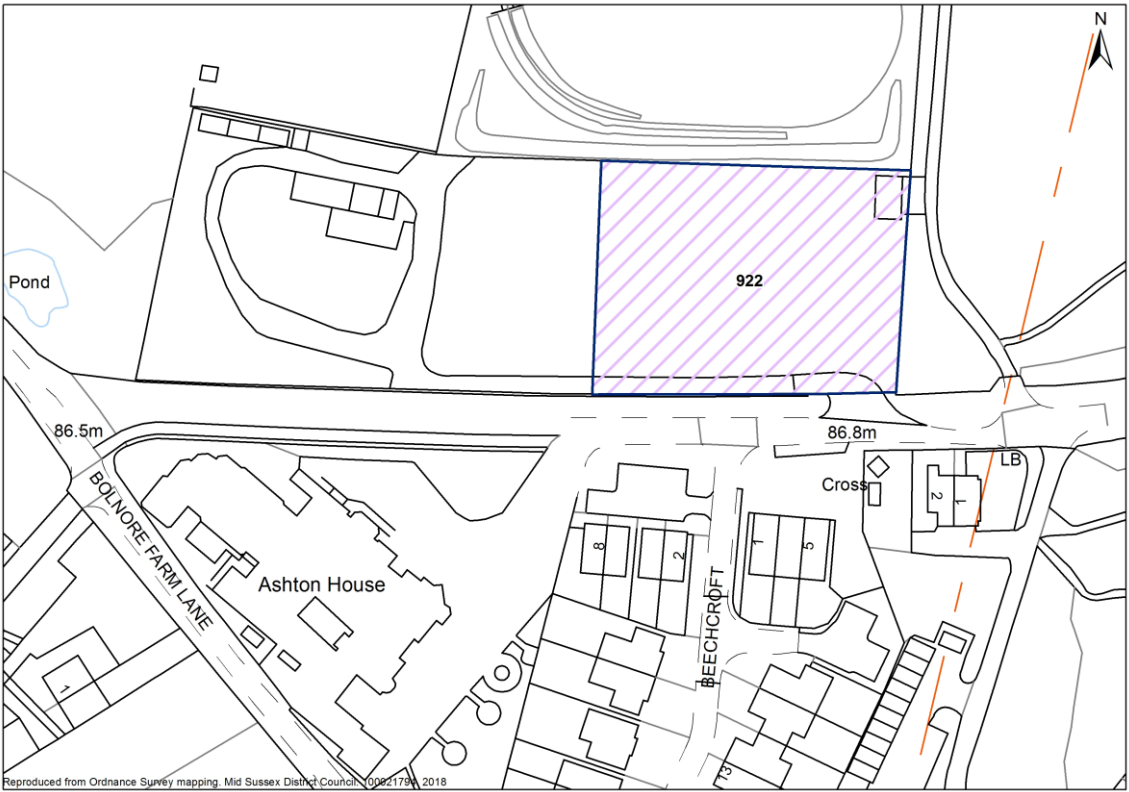 N
922
Pond
86.5m
86.8m
LB
Cross
2
1
BOLNORE FARM LANE
8
2
1
5
Ashton House
BEECHCROFT
1
13
Reproduced from Ordnance Survey mapping. Mid Sussex District Council. 100021794, 2018